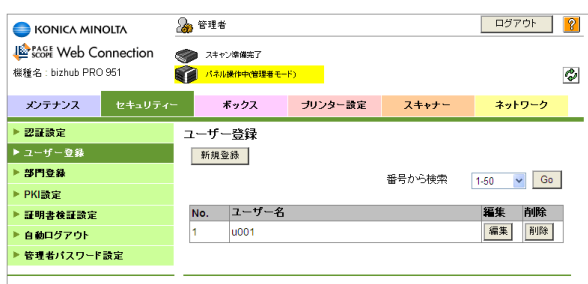 KONICA MINOLTA
管理者
ログアウト
?
PAGE SCOPE Web Connection
スキャン準備完了
機種名 : bizhub PRO 951
パネル操作中(管理者モード)
メンテナンス セキュリティー ボックス プリンター設定 スキャナー ネットワーク
認証設定
ユーザー登録
部門登録
PKI設定
証明書検証設定
自動ログアウト
管理者パスワード設定
ユーザー登録
新規登録
番号から検索 1-50 Go
No. ユーザー名 編集 削除
1 u001 編集 削除